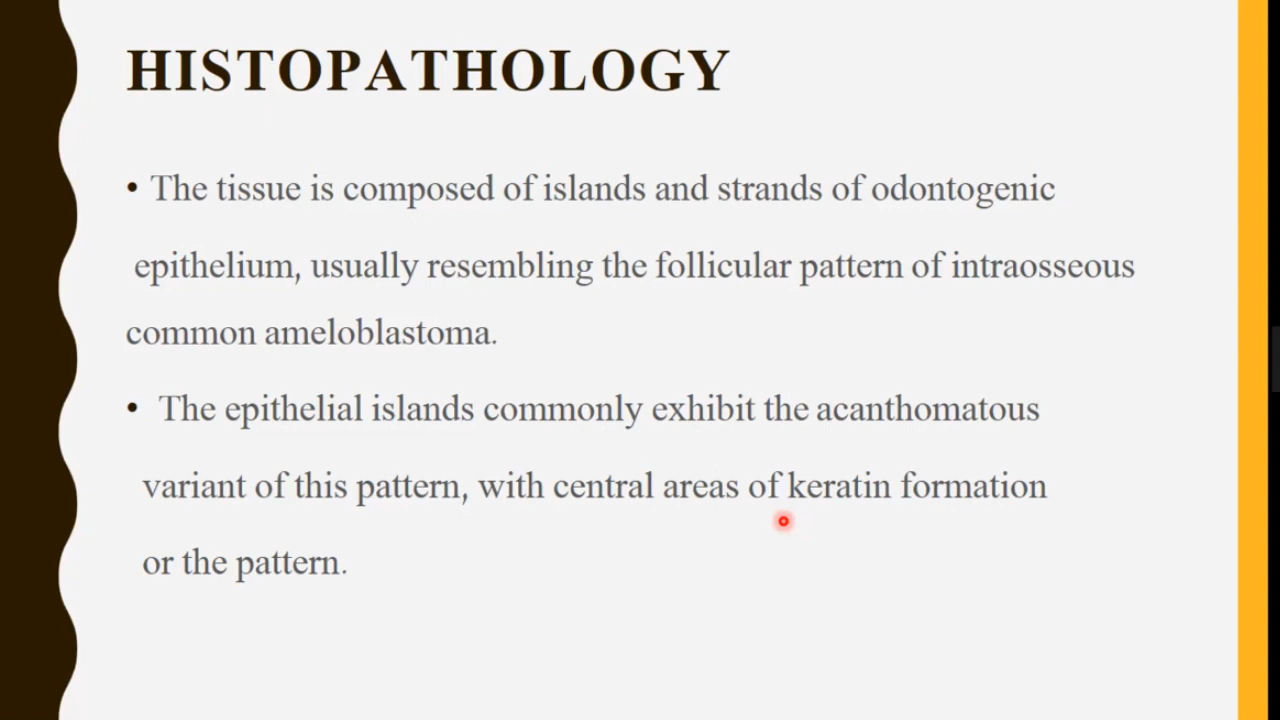 HISTOPATHOLOGY
• The tissue is composed of islands and strands of odontogenic
epithelium, usually resembling the follicular pattern of intraosseous
common ameloblastoma.
• The epithelial islands commonly exhibit the acanthomatous
variant of this pattern, with central areas of keratin formation
or the pattern.